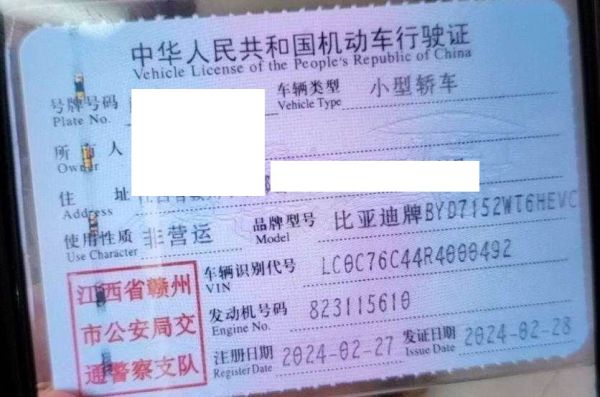 中华人民共和国机动车行驶证
Vehicle License of the People's Republic of China
号牌号码 车辆类型 小型轿车
Plate No. Vehicle Type
所有人
Owner
住址 江西省
Address
使用性质 非营运 品牌型号 比亚迪牌BYD7152WT6HEVC
Use Character Model
车辆识别代号 LC0C76C44R4000492
VIN
发动机号码 823115610
Engine No.
注册日期 2024-02-27 发证日期 2024-02-28
Register Date Issue Date
江西省赣州
市公安局交
通警察支队